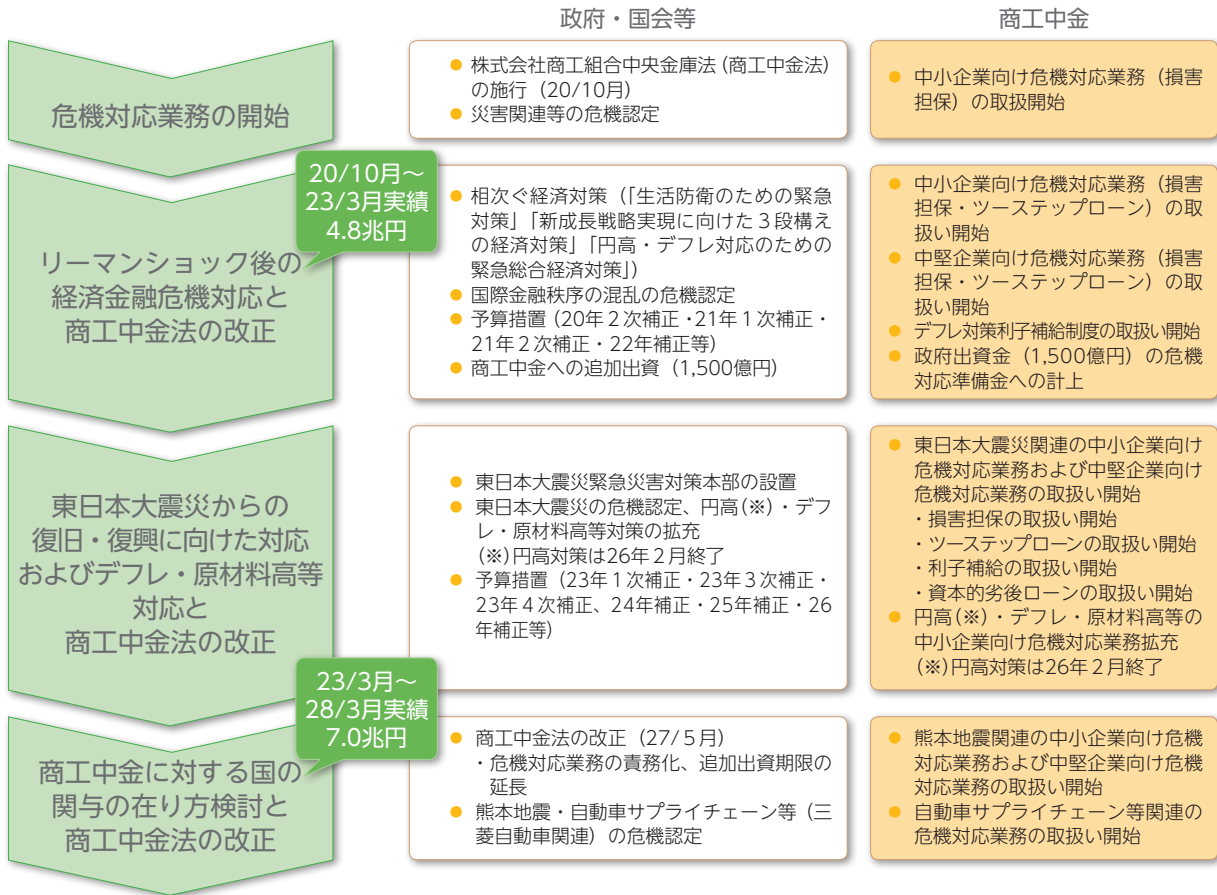 政府・国会等
商工中金
危機対応業務の開始
● 株式会社商工組合中央金庫法(商工中金法)
の施行（20/10月）
● 災害関連等の危機認定
● 中小企業向け危機対応業務（損害
担保）の取扱開始
20/10月～
23/3月実績
4.8兆円
リーマンショック後の
経済金融危機対応と
商工中金法の改正
● 相次ぐ経済対策（「生活防衛のための緊急
対策」「新成長戦略実現に向けた３段構え
の経済対策」「円高・デフレ対応のための
緊急総合経済対策」）
● 国際金融秩序の混乱の危機認定
● 予算措置（20年２次補正・21年１次補正・
21年２次補正・22年補正等）
● 商工中金への追加出資（1,500億円）
● 中小企業向け危機対応業務（損害
担保・ツーステップローン）の取
扱い開始
● 中堅企業向け危機対応業務（損害
担保・ツーステップローン）の取
扱い開始
● デフレ対策利子補給制度の取扱い開始
● 政府出資金（1,500億円）の危機
対応準備金への計上
東日本大震災からの
復旧・復興に向けた対応
およびデフレ・原材料高等
対応と
商工中金法の改正
● 東日本大震災緊急災害対策本部の設置
● 東日本大震災の危機認定、円高(※)・デフ
レ・原材料高等対策の拡充
(※)円高対策は26年２月終了
● 予算措置（23年１次補正・23年３次補正・
23年４次補正、24年補正・25年補正・26
年補正等）
● 東日本大震災関連の中小企業向け
危機対応業務および中堅企業向け
危機対応業務の取扱い開始
・損害担保の取扱い開始
・ツーステップローンの取扱い開始
・利子補給の取扱い開始
・資本的劣後ローンの取扱い開始
● 円高(※)・デフレ・原材料高等の
中小企業向け危機対応業務拡充
(※)円高対策は26年２月終了
23/3月～
28/3月実績
7.0兆円
商工中金に対する国の
関与の在り方検討と
商工中金法の改正
● 商工中金法の改正（27/５月）
・危機対応業務の責務化、追加出資期限の
延長
● 熊本地震・自動車サプライチェーン等（三
菱自動車関連）の危機認定
● 熊本地震関連の中小企業向け危機
対応業務および中堅企業向け危機
対応業務の取扱い開始
● 自動車サプライチェーン等関連の
危機対応業務の取扱い開始